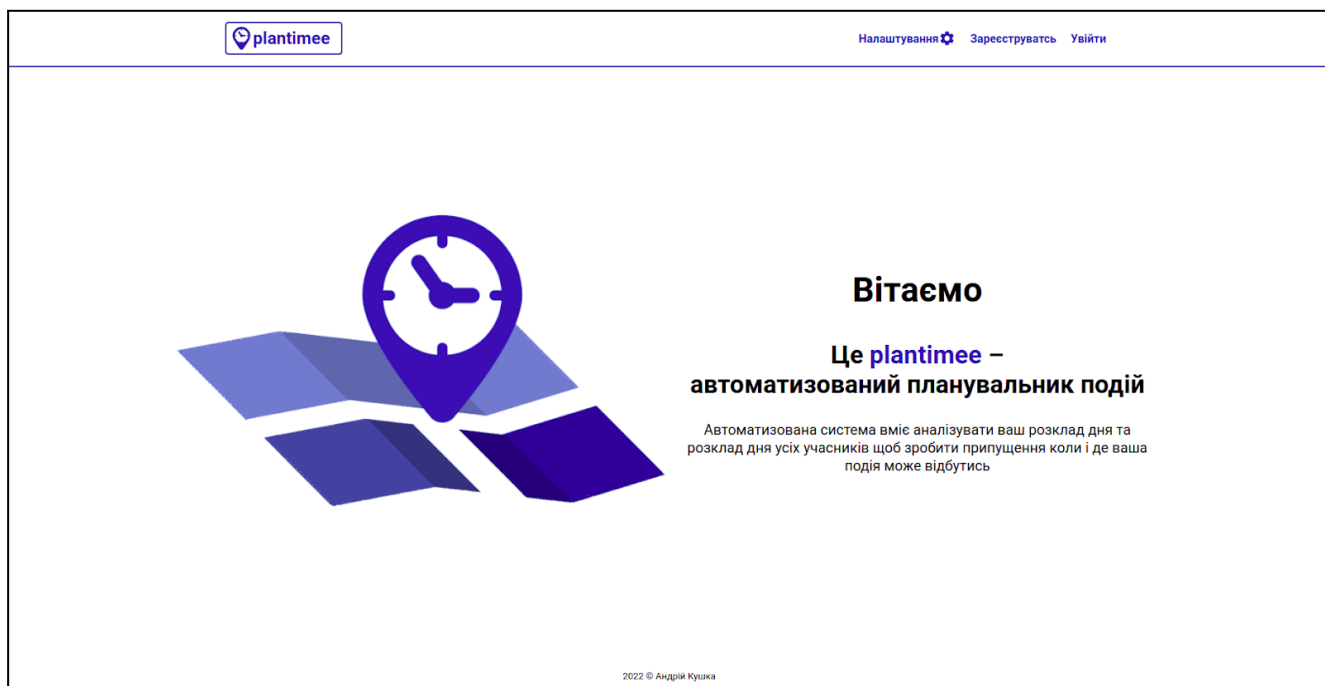 plantimee
Налаштування Зареєструватсь Увійти
Вітаємо
Це plantimee –
автоматизований планувальник подій
Автоматизована система вміє аналізувати ваш розклад дня та
розклад дня усіх учасників щоб зробити припущення коли і де ваша
подія може відбутись
2022 © Андрій Кушка